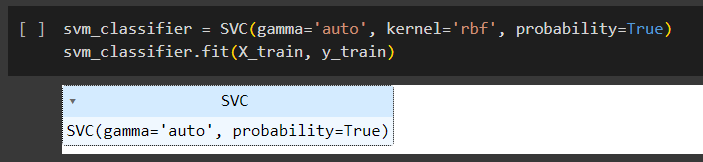 [ ] svm_classifier = SVC(gamma='auto', kernel='rbf', probability=True)
svm_classifier.fit(X_train, y_train)
▾ SVC
SVC(gamma='auto', probability=True)